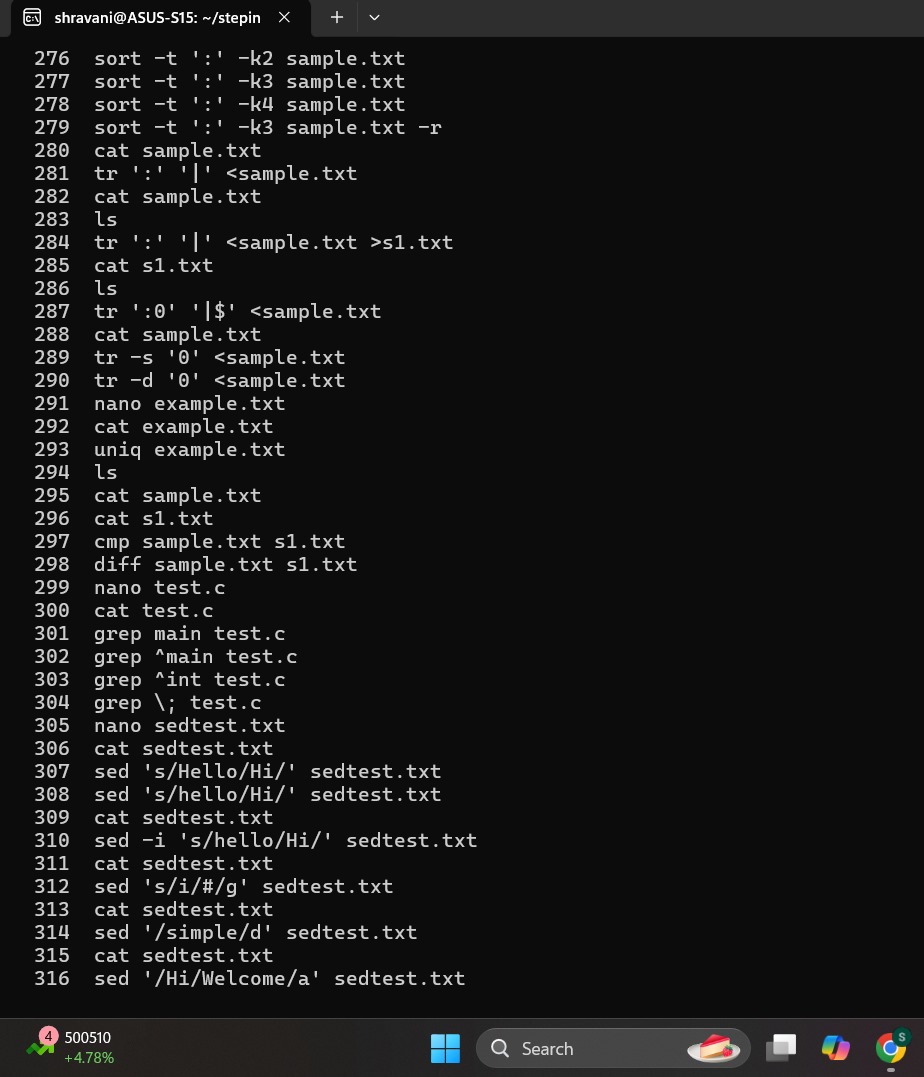 shravani@ASUS-S15: ~/stepin
276 sort -t ':' -k2 sample.txt
277 sort -t ':' -k3 sample.txt
278 sort -t ':' -k4 sample.txt
279 sort -t ':' -k3 sample.txt -r
280 cat sample.txt
281 tr ':' '|' <sample.txt
282 cat sample.txt
283 ls
284 tr ':' '|' <sample.txt >s1.txt
285 cat s1.txt
286 ls
287 tr ':0' '|$' <sample.txt
288 cat sample.txt
289 tr -s '0' <sample.txt
290 tr -d '0' <sample.txt
291 nano example.txt
292 cat example.txt
293 uniq example.txt
294 ls
295 cat sample.txt
296 cat s1.txt
297 cmp sample.txt s1.txt
298 diff sample.txt s1.txt
299 nano test.c
300 cat test.c
301 grep main test.c
302 grep ^main test.c
303 grep ^int test.c
304 grep \; test.c
305 nano sedtest.txt
306 cat sedtest.txt
307 sed 's/Hello/Hi/' sedtest.txt
308 sed 's/hello/Hi/' sedtest.txt
309 cat sedtest.txt
310 sed -i 's/hello/Hi/' sedtest.txt
311 cat sedtest.txt
312 sed 's/i/#/g' sedtest.txt
313 cat sedtest.txt
314 sed '/simple/d' sedtest.txt
315 cat sedtest.txt
316 sed '/Hi/Welcome/a' sedtest.txt
4 500510
+4.78%
Search
S